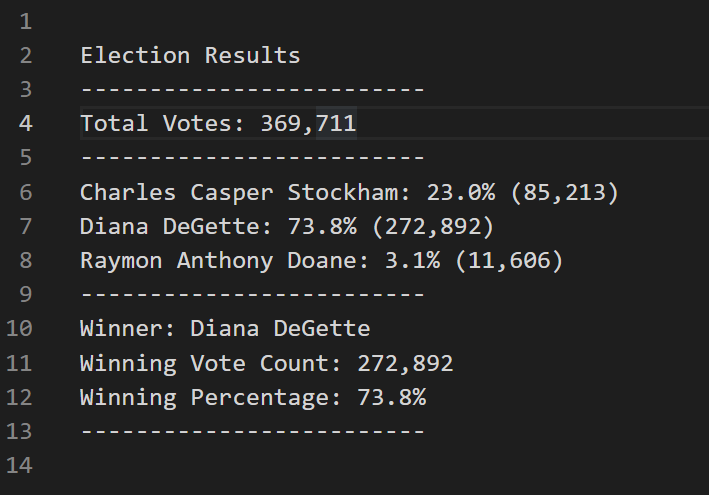 1
2 Election Results
3 -------------------------
4 Total Votes: 369,711
5 -------------------------
6 Charles Casper Stockham: 23.0% (85,213)
7 Diana DeGette: 73.8% (272,892)
8 Raymon Anthony Doane: 3.1% (11,606)
9 -------------------------
10 Winner: Diana DeGette
11 Winning Vote Count: 272,892
12 Winning Percentage: 73.8%
13 -------------------------
14